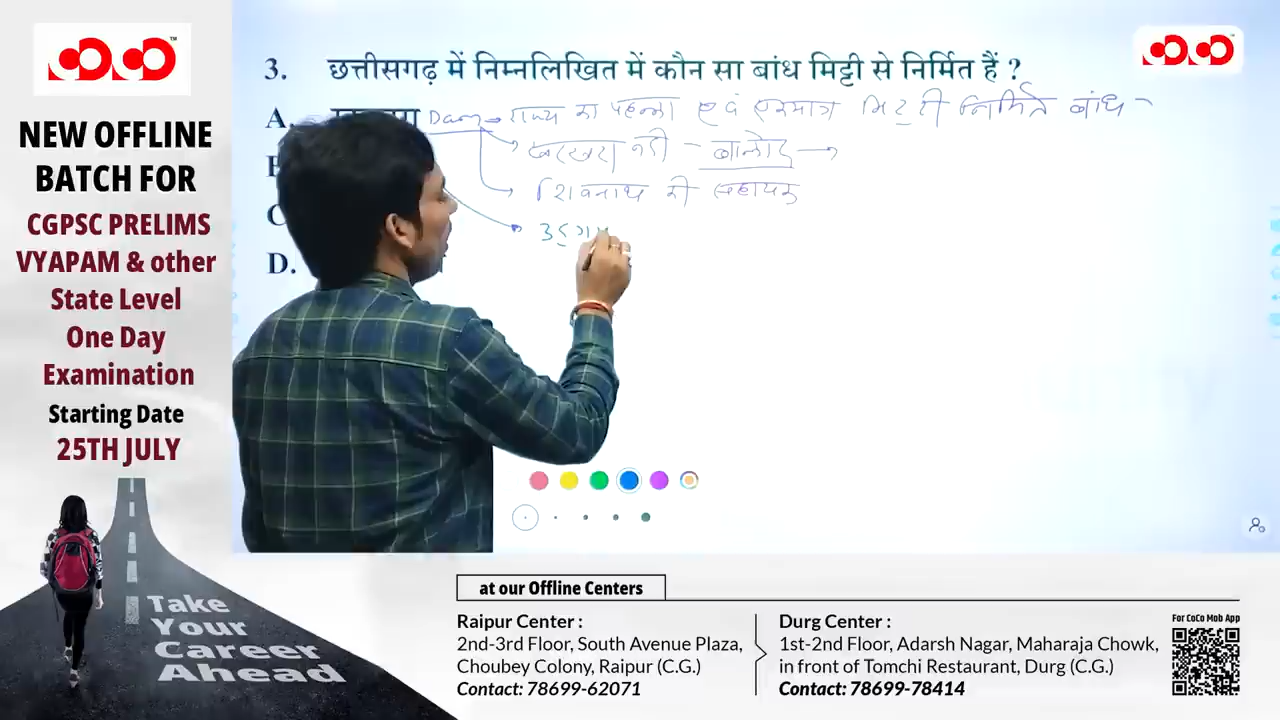 COCO™
NEW OFFLINE
BATCH FOR
CGPSC PRELIMS
VYAPAM & other
State Level
One Day
Examination
Starting Date
25TH JULY
Take
Your
Career
Ahead
COCO
3. छत्तीसगढ़ में निम्नलिखित में कौन सा बांध मिट्टी से निर्मित हैं ?
A. Dam → राज्य का पहला एवं एकमात्र मिट्टी निर्मित बांध -
खरखरा नदी - बालोद →
शिवनाथ की सहायक
उद्गम
D.
at our Offline Centers
Raipur Center :
2nd-3rd Floor, South Avenue Plaza,
Choubey Colony, Raipur (C.G.)
Contact: 78699-62071
Durg Center :
1st-2nd Floor, Adarsh Nagar, Maharaja Chowk,
in front of Tomchi Restaurant, Durg (C.G.)
Contact: 78699-78414
For CoCo Mob App